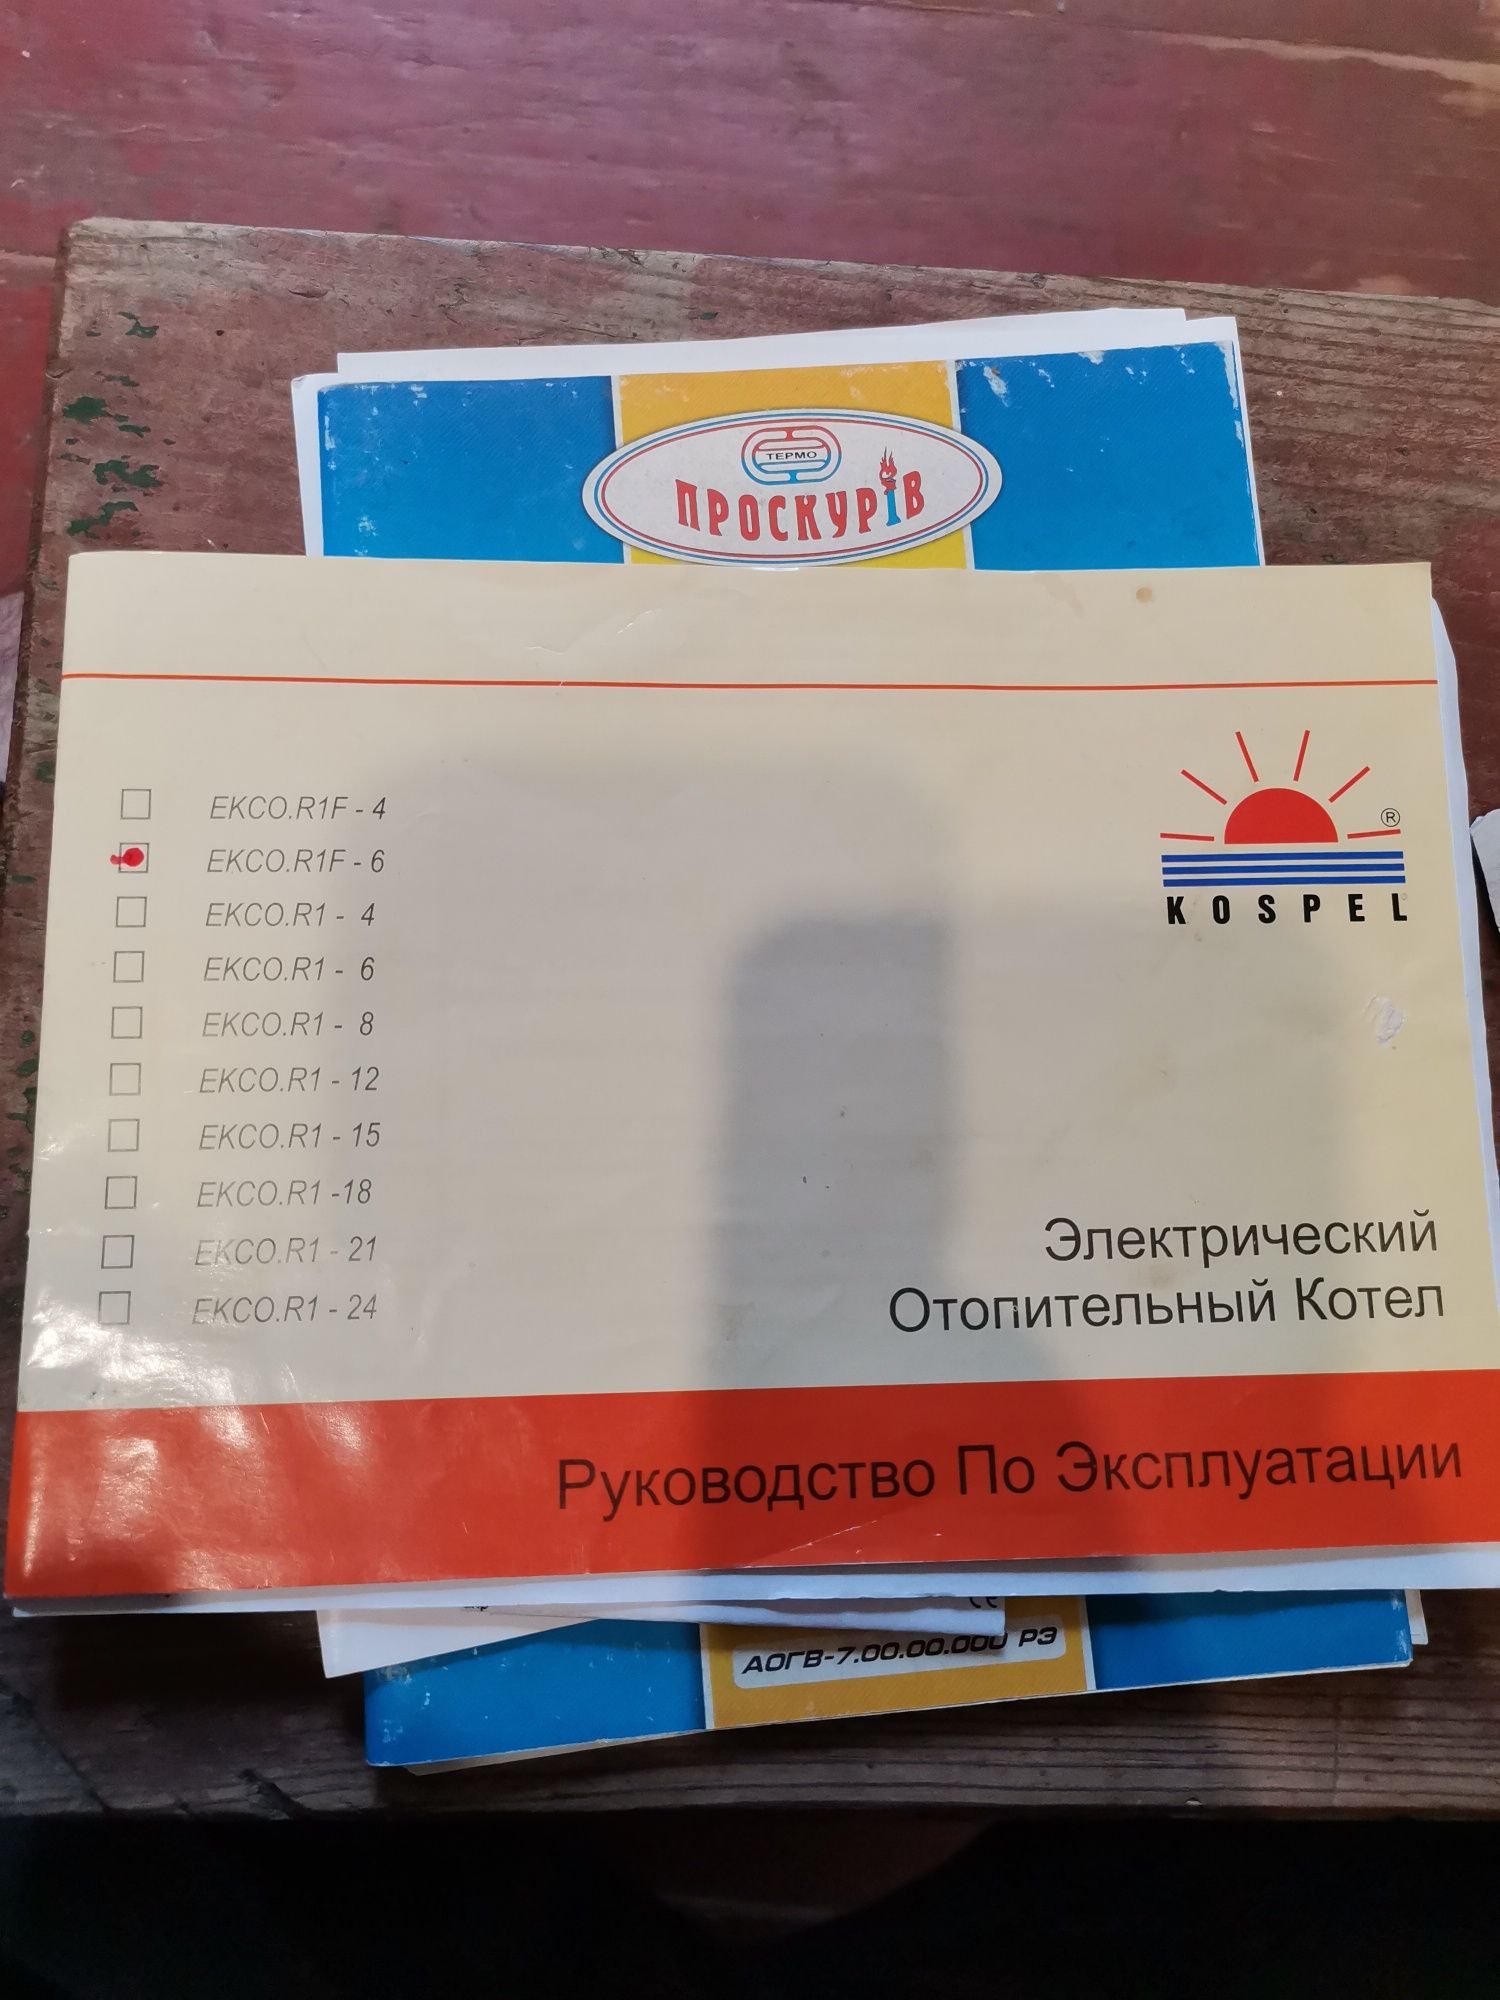 ТЕРМО
ПРОСКУРІВ
EKCO.R1F - 4
EKCO.R1F - 6
EKCO.R1 - 4
EKCO.R1 - 6
EKCO.R1 - 8
EKCO.R1 - 12
EKCO.R1 - 15
EKCO.R1 -18
EKCO.R1 - 21
EKCO.R1 - 24
®
KOSPEL
Электрический
Отопительный Котел
Руководство По Эксплуатации
АОГВ-7.00.00.000 РЭ